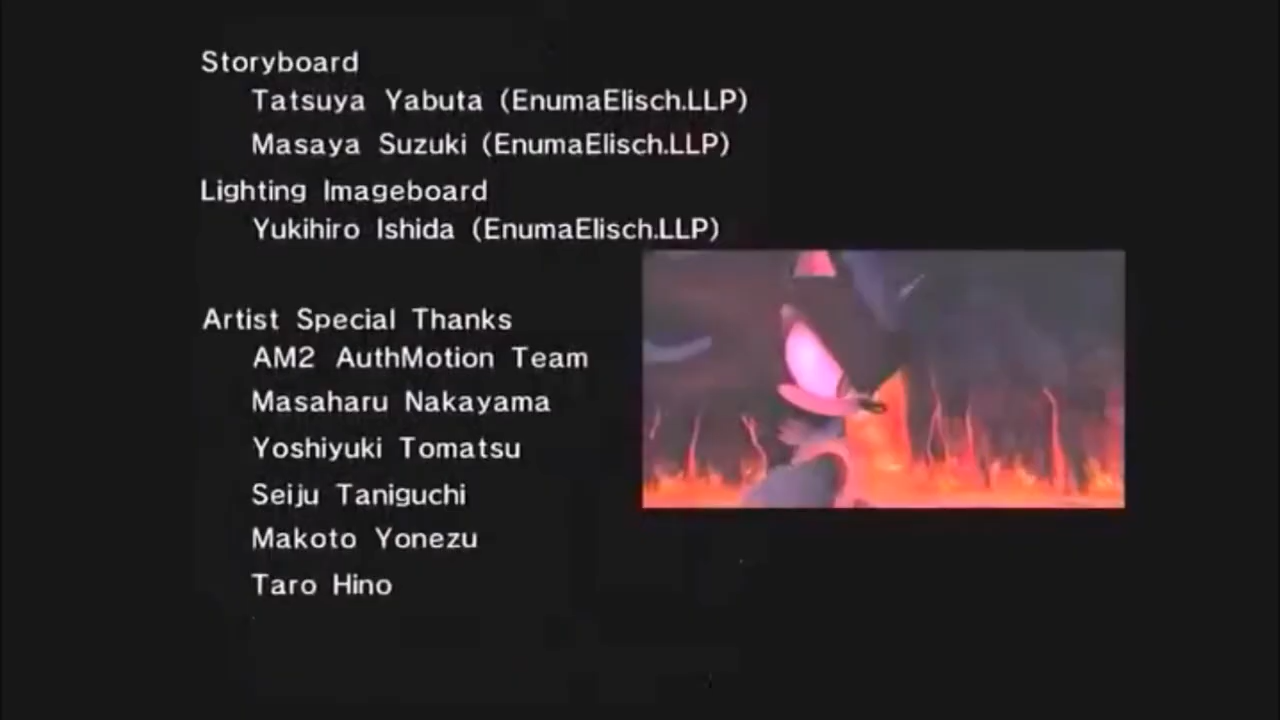 Storyboard
Tatsuya Yabuta (EnumaElisch.LLP)
Masaya Suzuki (EnumaElisch.LLP)
Lighting Imageboard
Yukihiro Ishida (EnumaElisch.LLP)
Artist Special Thanks
AM2 AuthMotion Team
Masaharu Nakayama
Yoshiyuki Tomatsu
Seiju Taniguchi
Makoto Yonezu
Taro Hino